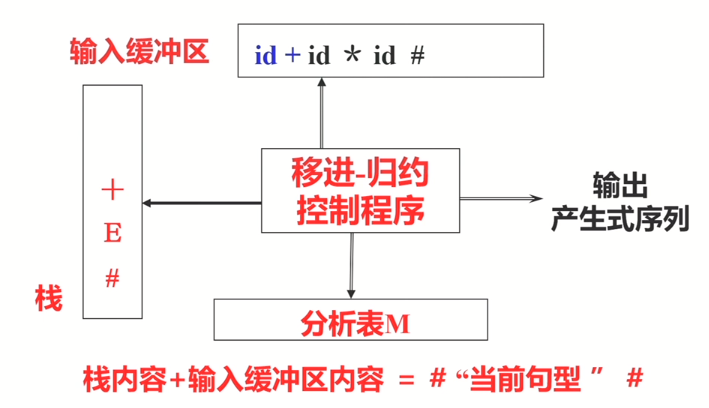 输入缓冲区
id + id * id #
移进-归约
控制程序
输出
产生式序列
+
E
#
栈
分析表M
栈内容+输入缓冲区内容 = # “当前句型 ” #